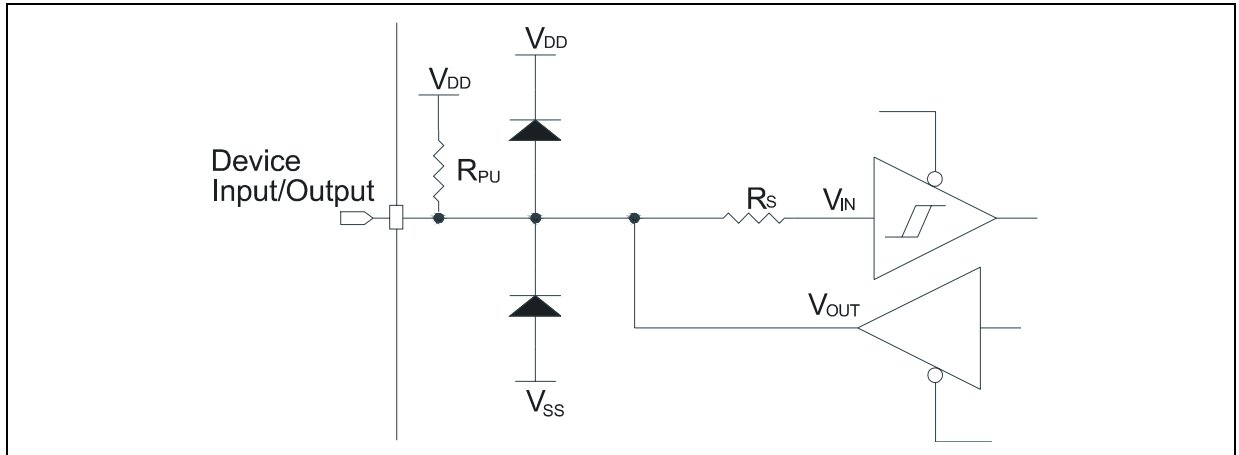 VDD
VDD
Device
Input/Output
RPU
RS
VIN
VOUT
VSS